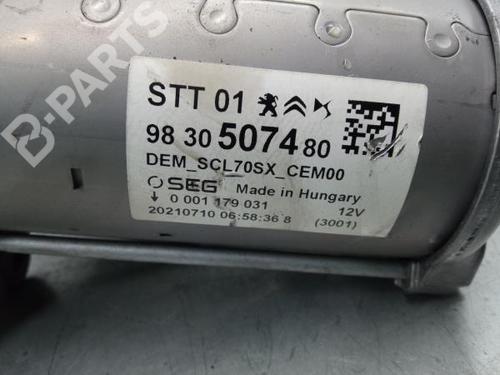 STT 01
98 30 5074 80
DEM_SCL70SX_CEM00
SEG Made in Hungary
0 001 179 031 12V
20210710 06:58:36 8 (3001)
B-PARTS